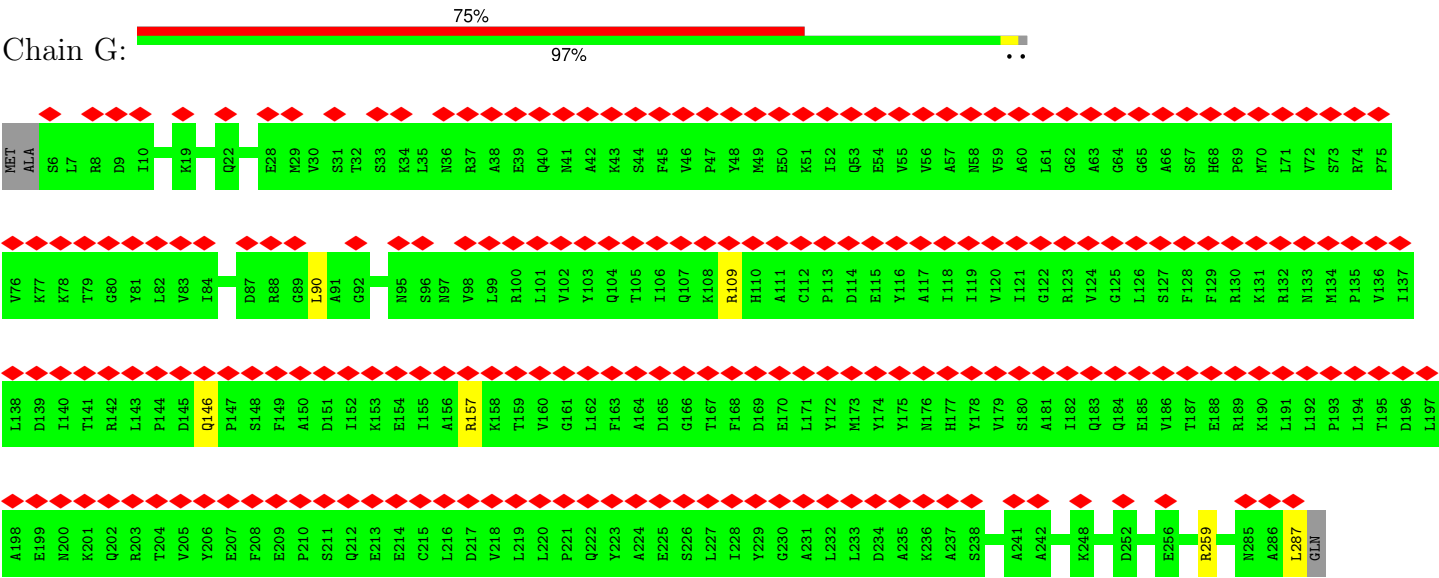 75%
Chain G:
97%
..
MET ALA S6 L7 R8 D9 I10 K19 Q22 E28 M29 V30 S31 T32 S33 K34 L35 N36 R37 A38 E39 Q40 N41 A42 K43 S44 F45 V46 P47 Y48 M49 E50 K51 I52 Q53 E54 V55 V56 A57 N58 V59 A60 L61 G62 A63 G64 G65 A66 S67 H68 P69 M70 L71 V72 S73 R74 P75
V76 K77 K78 T79 G80 Y81 L82 V83 I84 D87 R88 G89 L90 A91 G92 N95 S96 N97 V98 L99 R100 L101 V102 Y103 Q104 T105 I106 Q107 K108 R109 H110 A111 C112 P113 D114 E115 Y116 A117 I118 I119 V120 I121 G122 R123 V124 G125 L126 S127 F128 F129 R130 K131 R132 N133 M134 P135 V136 I137
L138 D139 I140 T141 R142 L143 P144 D145 Q146 P147 S148 F149 A150 D151 I152 K153 E154 I155 A156 R157 K158 T159 V160 G161 L162 F163 A164 D165 G166 T167 F168 D169 E170 L171 Y172 M173 Y174 Y175 N176 H177 Y178 V179 S180 A181 I182 Q183 Q184 E185 V186 T187 E188 R189 K190 L191 L192 P193 L194 T195 D196 L197
A198 E199 N200 K201 Q202 R203 T204 V205 Y206 E207 F208 E209 P210 S211 Q212 E213 E214 C215 L216 D217 V218 L219 L220 P221 Q222 Y223 A224 E225 S226 L227 I228 Y229 G230 A231 L232 L233 D234 A235 K236 A237 S238 A241 A242 K248 D252 E256 R259 N285 A286 L287 GLN